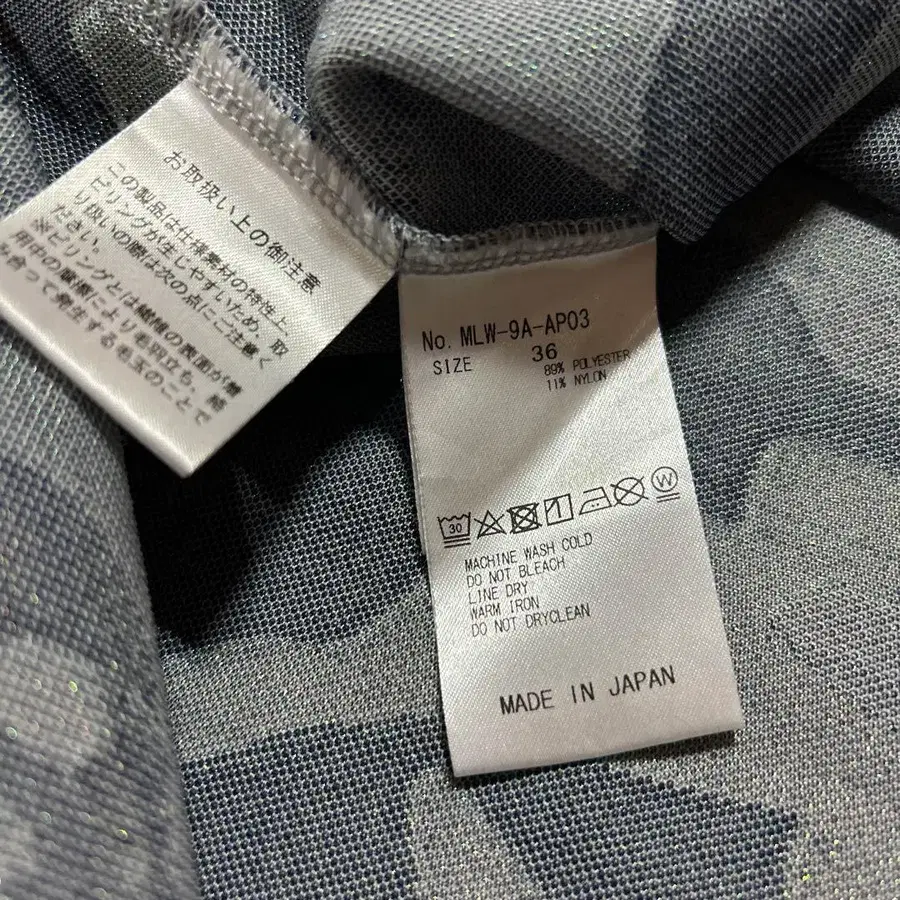 お取扱い上の御注意
この製品は仕様素材の特性上、
ピリングが生じやすいため、取
り扱いの際は次の点にご注意く
ださい。
※ピリングとは繊維の表面が着
用中の摩擦により毛羽立ち、絡
み合って発生する毛玉のことで
No. MLW-9A-AP03
SIZE 36
89% POLYESTER
11% NYLON
30
W
MACHINE WASH COLD
DO NOT BLEACH
LINE DRY
WARM IRON
DO NOT DRYCLEAN
MADE IN JAPAN